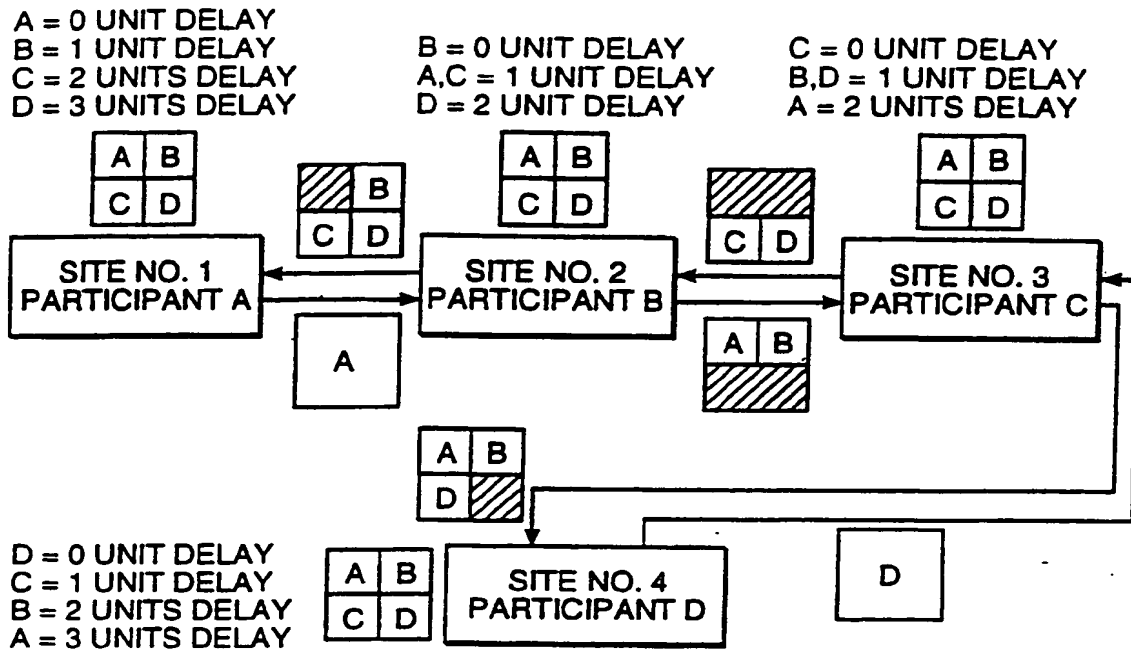 A = 0 UNIT DELAY
B = 1 UNIT DELAY
C = 2 UNITS DELAY
D = 3 UNITS DELAY
B = 0 UNIT DELAY
A,C = 1 UNIT DELAY
D = 2 UNIT DELAY
C = 0 UNIT DELAY
B,D = 1 UNIT DELAY
A = 2 UNITS DELAY
A B
C D
B
C D
A B
C D
C D
A B
C D
SITE NO. 1
PARTICIPANT A
SITE NO. 2
PARTICIPANT B
SITE NO. 3
PARTICIPANT C
A
A B
A B
D
D = 0 UNIT DELAY
C = 1 UNIT DELAY
B = 2 UNITS DELAY
A = 3 UNITS DELAY
A B
C D
SITE NO. 4
PARTICIPANT D
D